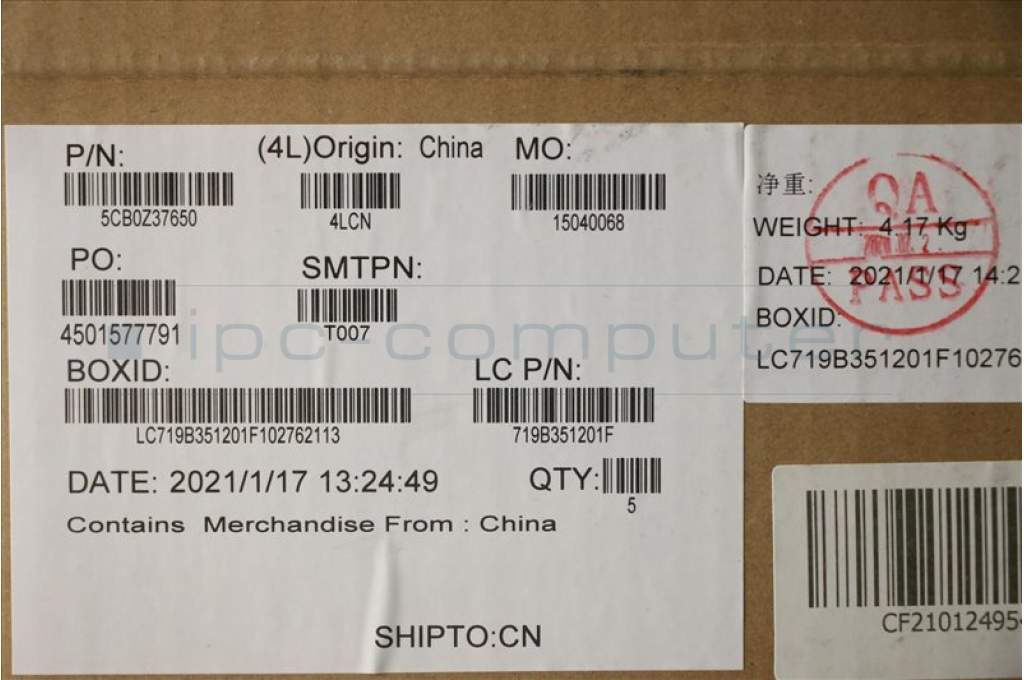 P/N:
(4L)Origin: China
MO:
5CB0Z37650
4LCN
15040068
PO:
SMTPN:
4501577791
T007
BOXID:
LC P/N:
LC719B351201F102762113
719B351201F
DATE: 2021/1/17 13:24:49
QTY:
5
Contains Merchandise From : China
SHIPTO:CN
净重:
WEIGHT: 4.17 Kg
DATE: 2021/1/17 14:2
BOXID:
LC719B351201F10276
QA
PASS
CF21012495
ipc-computer